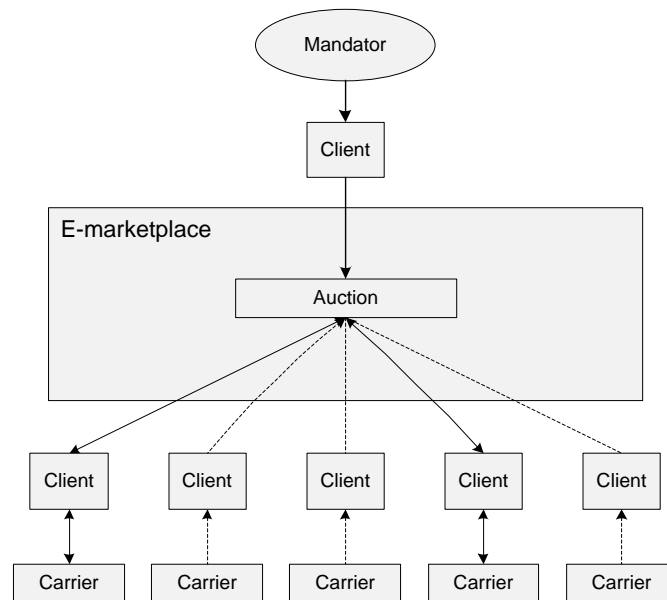 Mandator
Client
E-marketplace
Auction
Client Client Client Client Client
Carrier Carrier Carrier Carrier Carrier